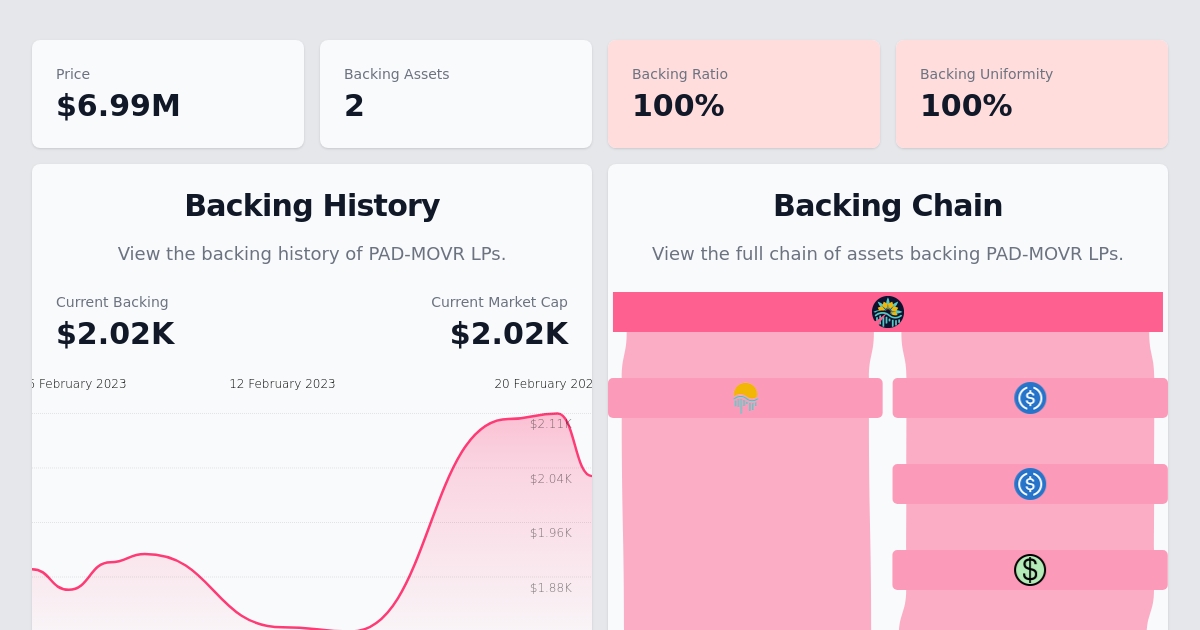 Price
$6.99M
Backing Assets
2
Backing Ratio
100%
Backing Uniformity
100%
Backing History
View the backing history of PAD-MOVR LPs.
Current Backing
$2.02K
Current Market Cap
$2.02K
February 2023
12 February 2023
20 February 202
$2.11K
$2.04K
$1.96K
$1.88K
Backing Chain
View the full chain of assets backing PAD-MOVR LPs.
$
$
$